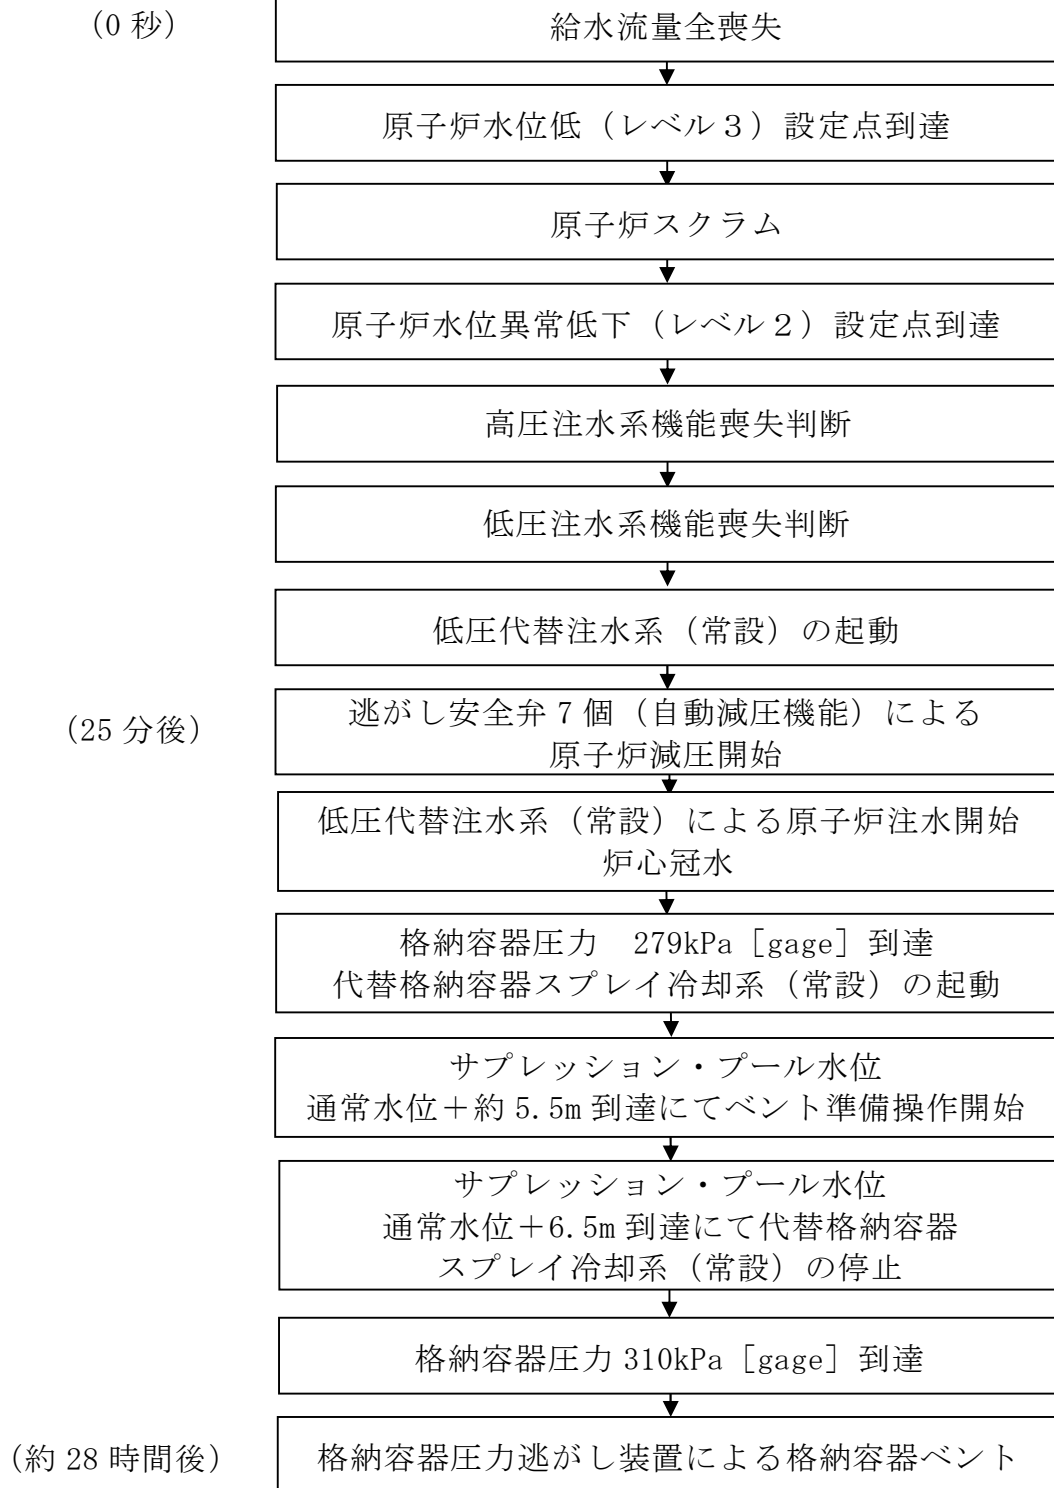 (0 秒)
給水流量全喪失
原子炉水位低（レベル３）設定点到達
原子炉スクラム
原子炉水位異常低下（レベル２）設定点到達
高圧注水系機能喪失判断
低圧注水系機能喪失判断
低圧代替注水系（常設）の起動
(25 分後)
逃がし安全弁 7 個（自動減圧機能）による
原子炉減圧開始
低圧代替注水系（常設）による原子炉注水開始
炉心冠水
格納容器圧力　279kPa［gage］到達
代替格納容器スプレイ冷却系（常設）の起動
サプレッション・プール水位
通常水位＋約 5.5m 到達にてベント準備操作開始
サプレッション・プール水位
通常水位＋6.5m 到達にて代替格納容器
スプレイ冷却系（常設）の停止
格納容器圧力 310kPa［gage］到達
(約 28 時間後)
格納容器圧力逃がし装置による格納容器ベント